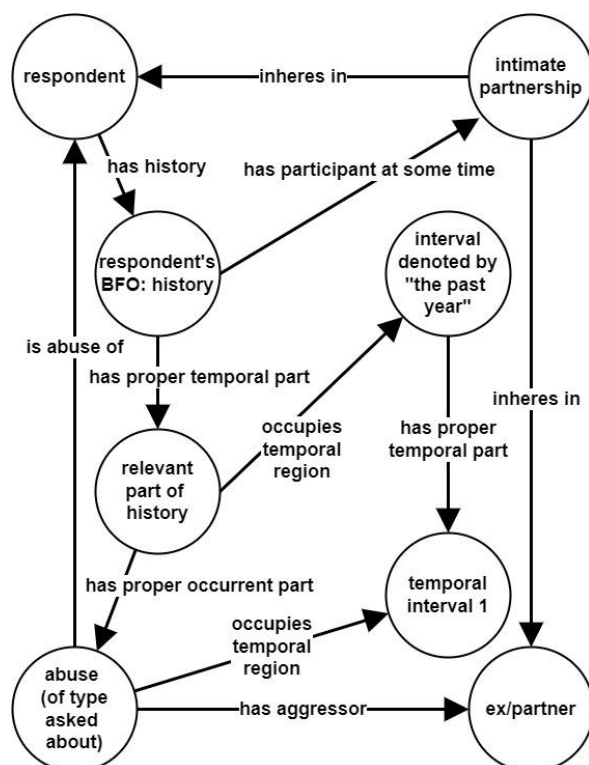 respondent
inheres in
intimate
partnership
has history
has participant at some time
respondent's
BFO: history
interval
denoted by
"the past
year"
is abuse of
has proper temporal part
inheres in
occupies
temporal
region
has proper
temporal part
relevant
part of
history
has proper occurrent part
temporal
interval 1
occupies
temporal
region
abuse
(of type
asked
about)
has aggressor
ex/partner